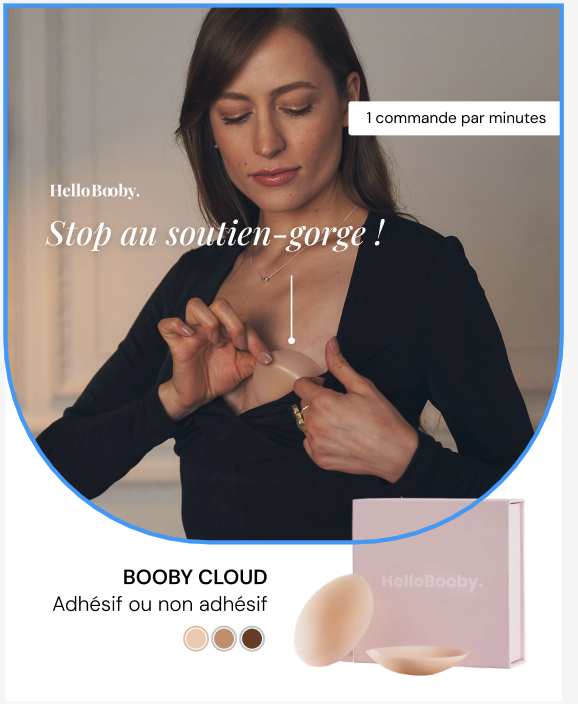 1 commande par minutes
HelloBooby.
Stop au soutien-gorge !
HelloBooby.
BOOBY CLOUD
Adhésif ou non adhésif